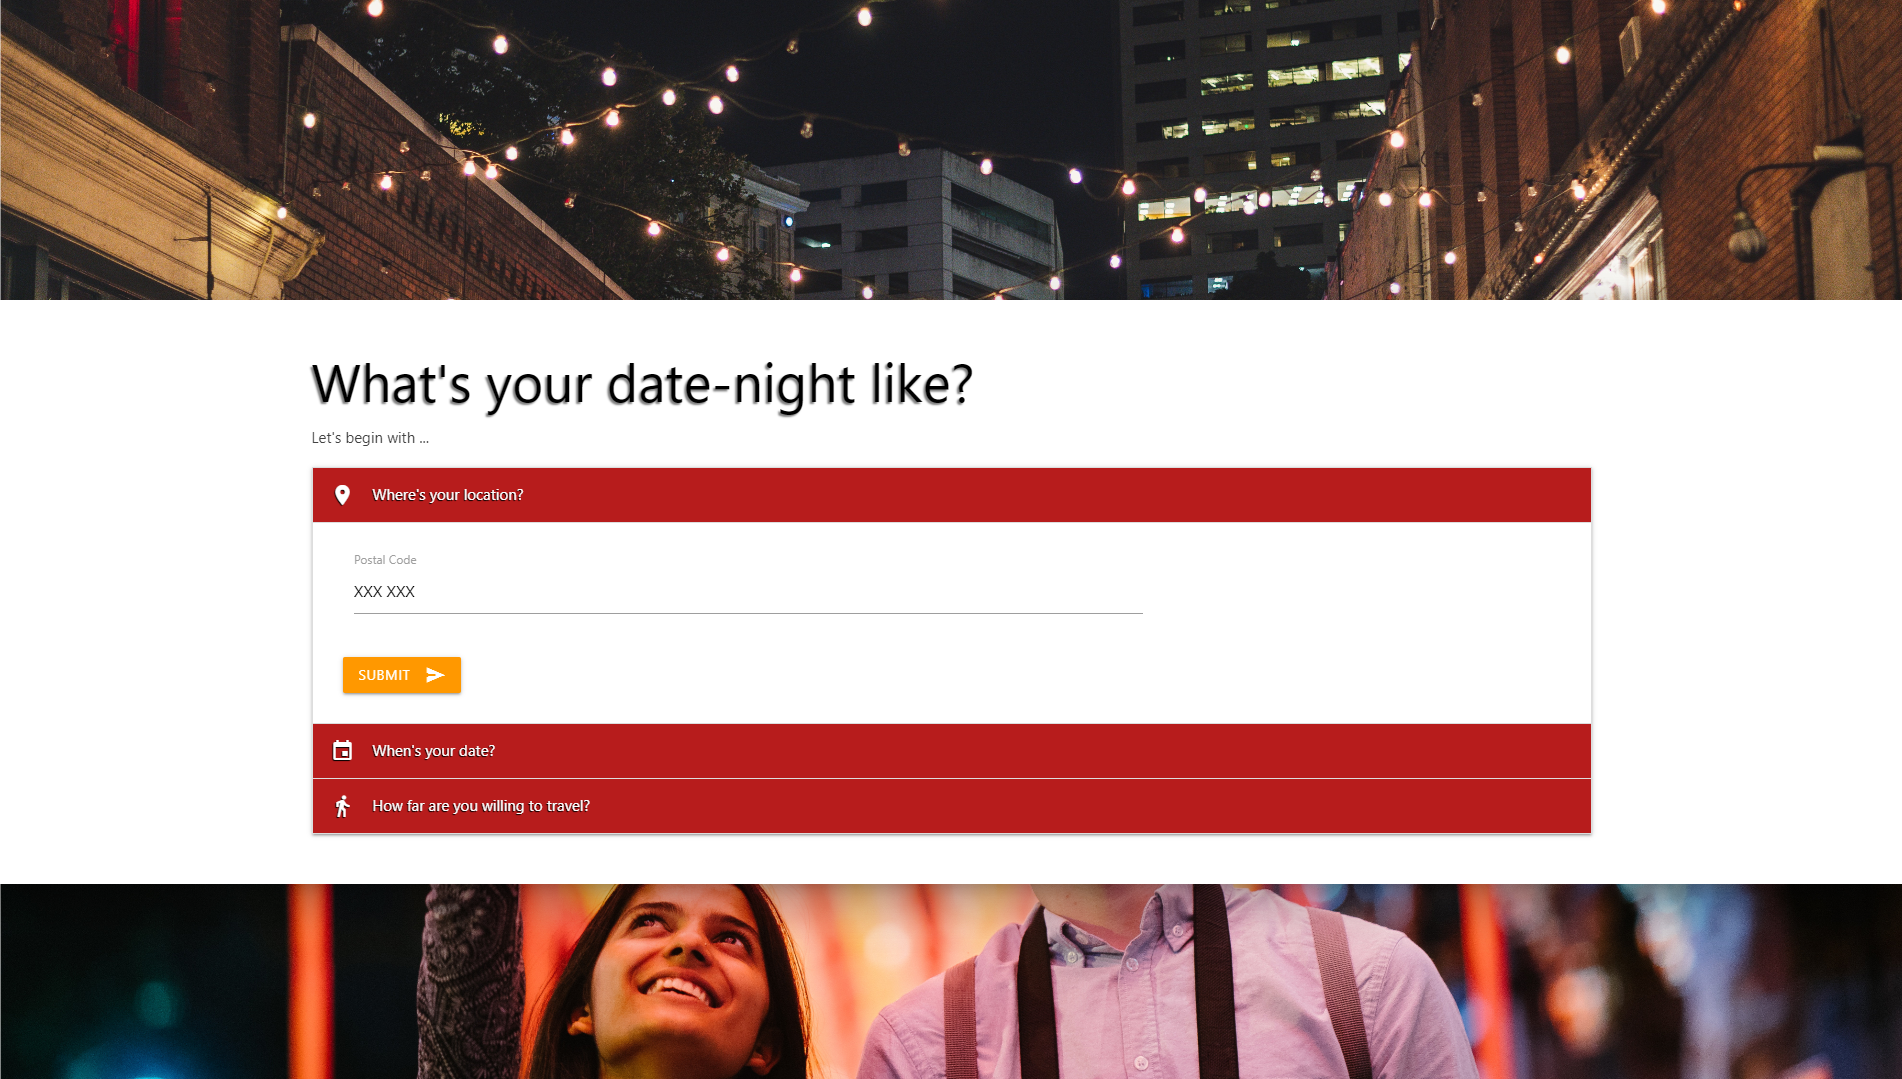 What's your date-night like?
Let's begin with ...
Where's your location?
Postal Code
XXX XXX
SUBMIT
When's your date?
How far are you willing to travel?